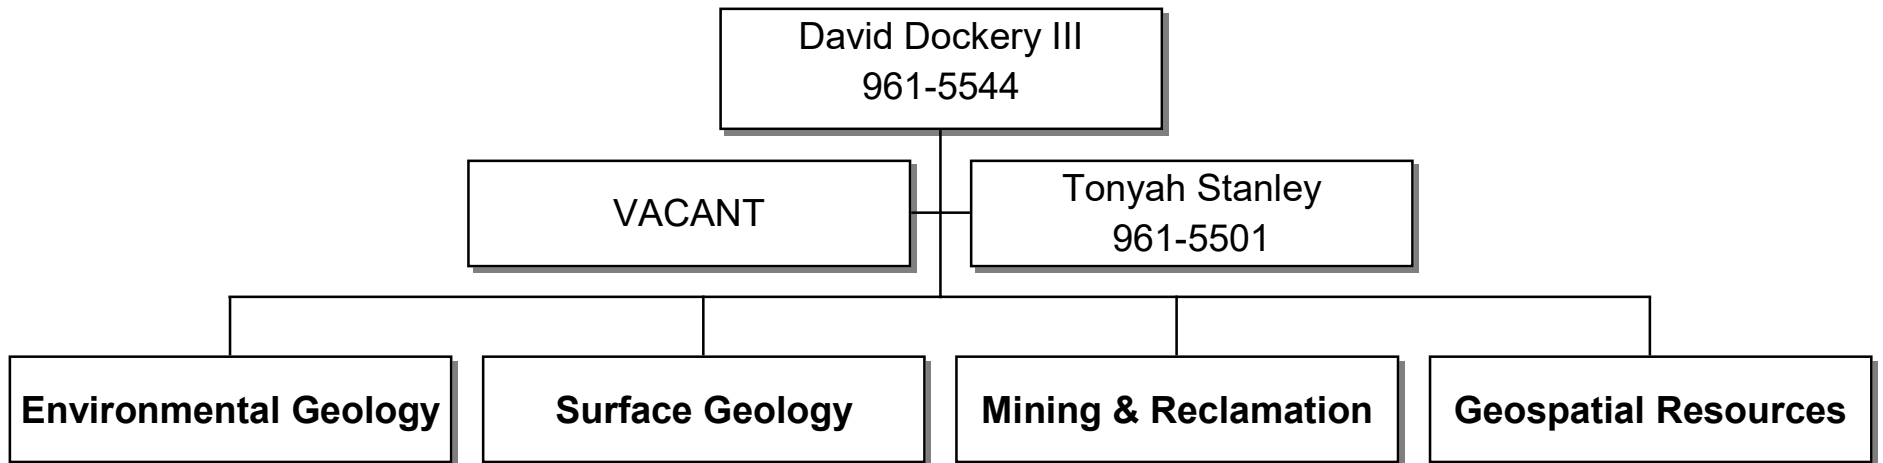 David Dockery III
961-5544
VACANT
Tonyah Stanley
961-5501
Environmental Geology
Surface Geology
Mining & Reclamation
Geospatial Resources